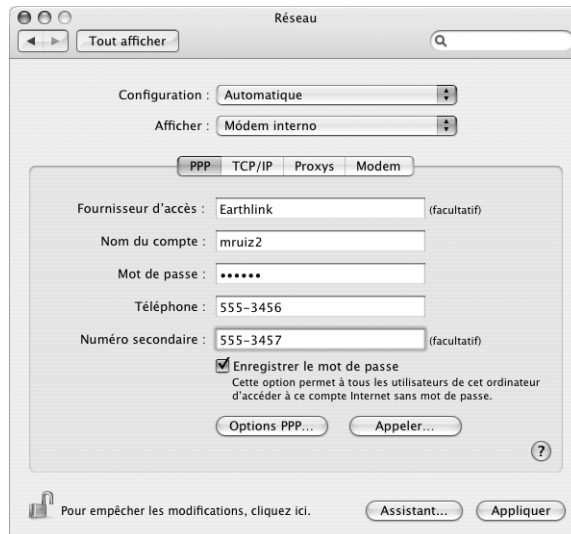 Réseau
Tout afficher
Configuration : Automatique
Afficher : Módem interno
PPP TCP/IP Proxys Modem
Fournisseur d'accès : Earthlink (facultatif)
Nom du compte : mruiz2
Mot de passe : ••••••
Téléphone : 555-3456
Numéro secondaire : 555-3457 (facultatif)
Enregistrer le mot de passe
Cette option permet à tous les utilisateurs de cet ordinateur
d'accéder à ce compte Internet sans mot de passe.
Options PPP... Appeler...
?
Pour empêcher les modifications, cliquez ici. Assistant... Appliquer